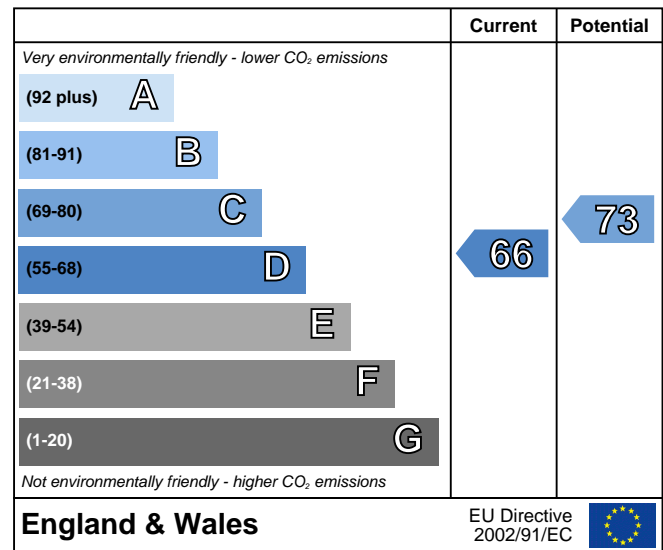 Current Potential
Very environmentally friendly - lower CO₂ emissions
(92 plus) A
(81-91) B
(69-80) C
73
(55-68) D
66
(39-54) E
(21-38) F
(1-20) G
Not environmentally friendly - higher CO₂ emissions
England & Wales
EU Directive
2002/91/EC